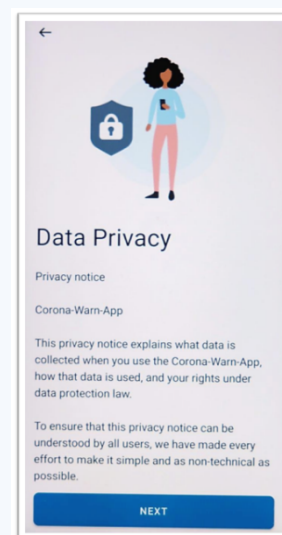 Data Privacy
Privacy notice
Corona-Warn-App
This privacy notice explains what data is
collected when you use the Corona-Warn-App,
how that data is used, and your rights under
data protection law.
To ensure that this privacy notice can be
understood by all users, we have made every
effort to make it simple and as non-technical as
possible.
NEXT